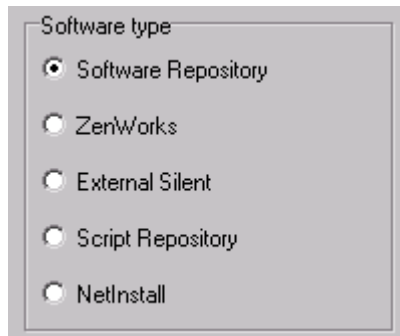 Software type
Software Repository
ZenWorks
External Silent
Script Repository
NetInstall